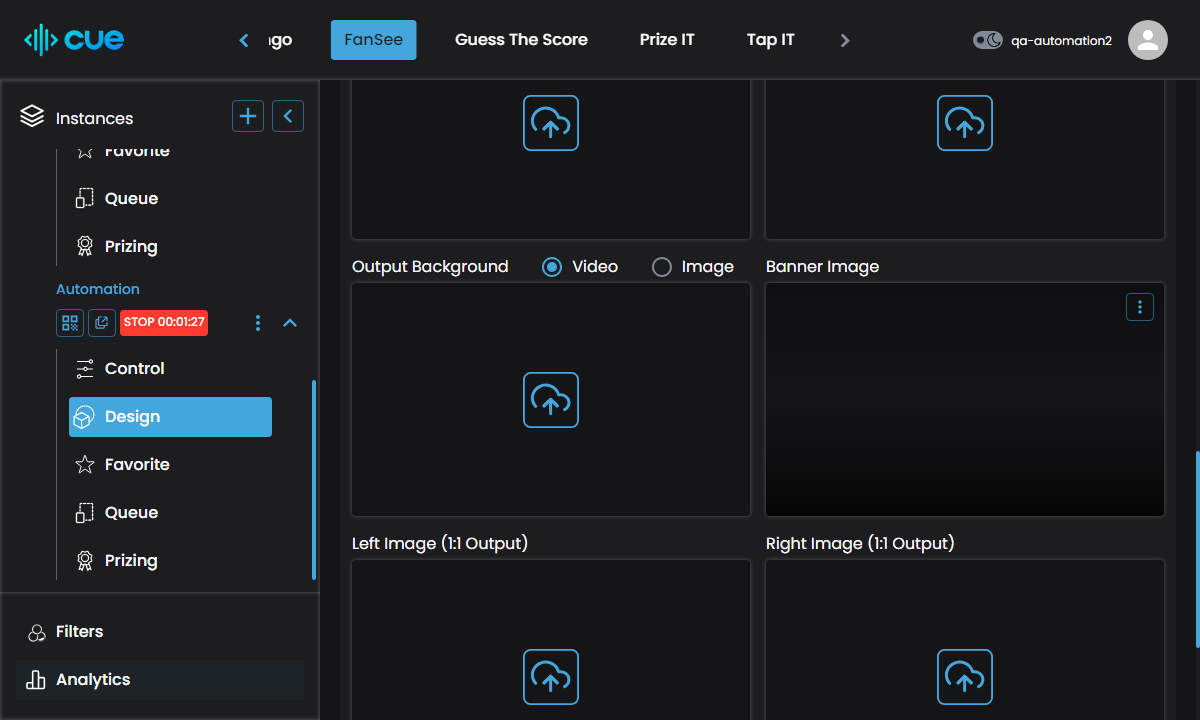 cue
FanSee
Guess The Score
Prize IT
Tap IT
qa-automation2
Instances
Favorite
Queue
Prizing
Automation
STOP 00:01:27
Control
Design
Favorite
Queue
Prizing
Filters
Analytics
Output Background
Video
Image
Banner Image
Left Image (1:1 Output)
Right Image (1:1 Output)